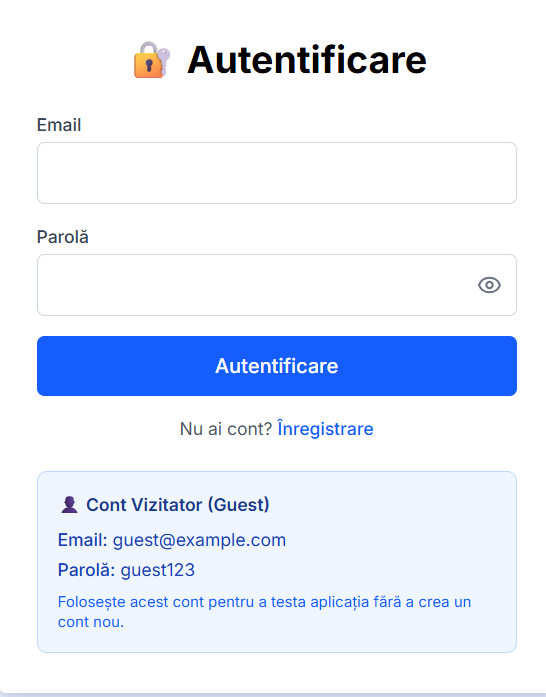 Autentificare
Email
Parolă
Autentificare
Nu ai cont? Înregistrare
Cont Vizitator (Guest)
Email: guest@example.com
Parolă: guest123
Folosește acest cont pentru a testa aplicația fără a crea un
cont nou.